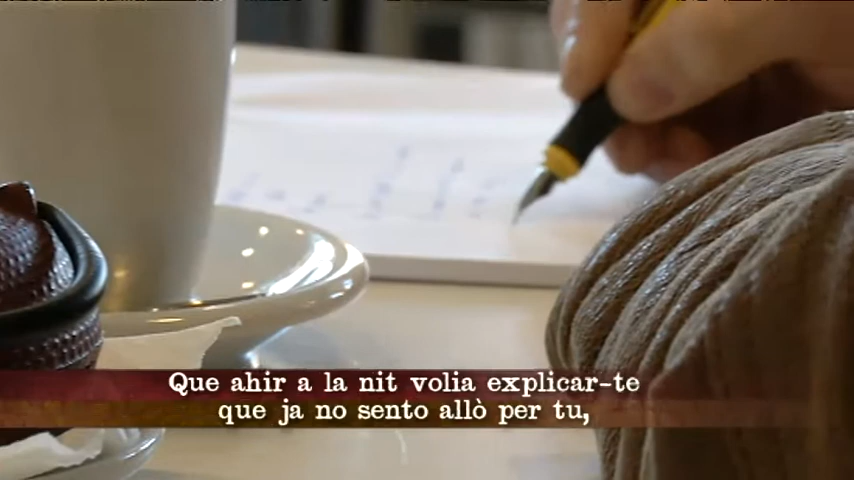 Que ahir a la nit volia explicar-te
que ja no sento allò per tu,